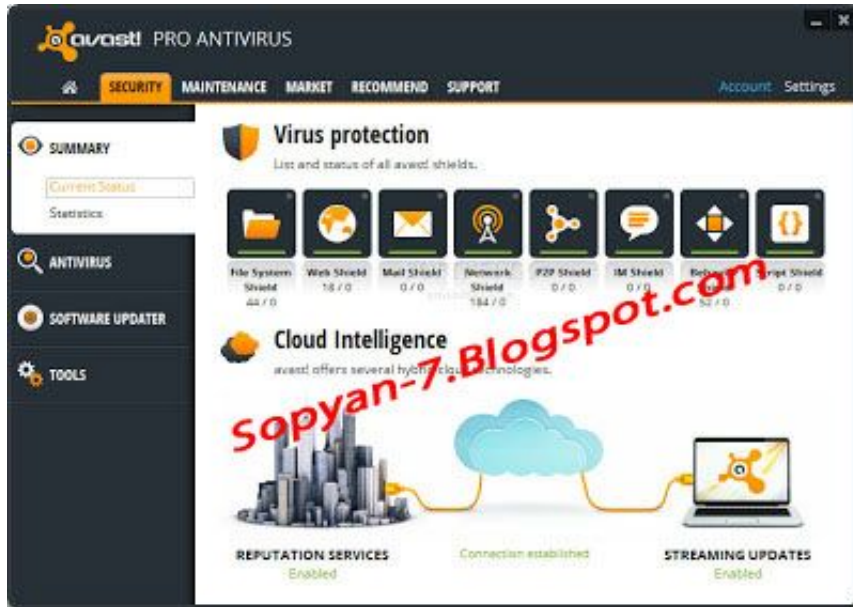 avast! PRO ANTIVIRUS
SECURITY MAINTENANCE MARKET RECOMMEND SUPPORT Account Settings
SUMMARY
Current Status
Statistics
ANTIVIRUS
SOFTWARE UPDATER
TOOLS
Virus protection
List and status of all avast! shields.
File System Shield 44 / 0
Web Shield 18 / 0
Mail Shield 0 / 0
Network Shield 184 / 0
P2P Shield 0 / 0
IM Shield 0 / 0
52 / 0
Script Shield 0 / 0
Sopyan-7.Blogspot.com
Cloud Intelligence
avast! offers several hybrid cloud technologies.
REPUTATION SERVICES
Enabled
Connection established
STREAMING UPDATES
Enabled